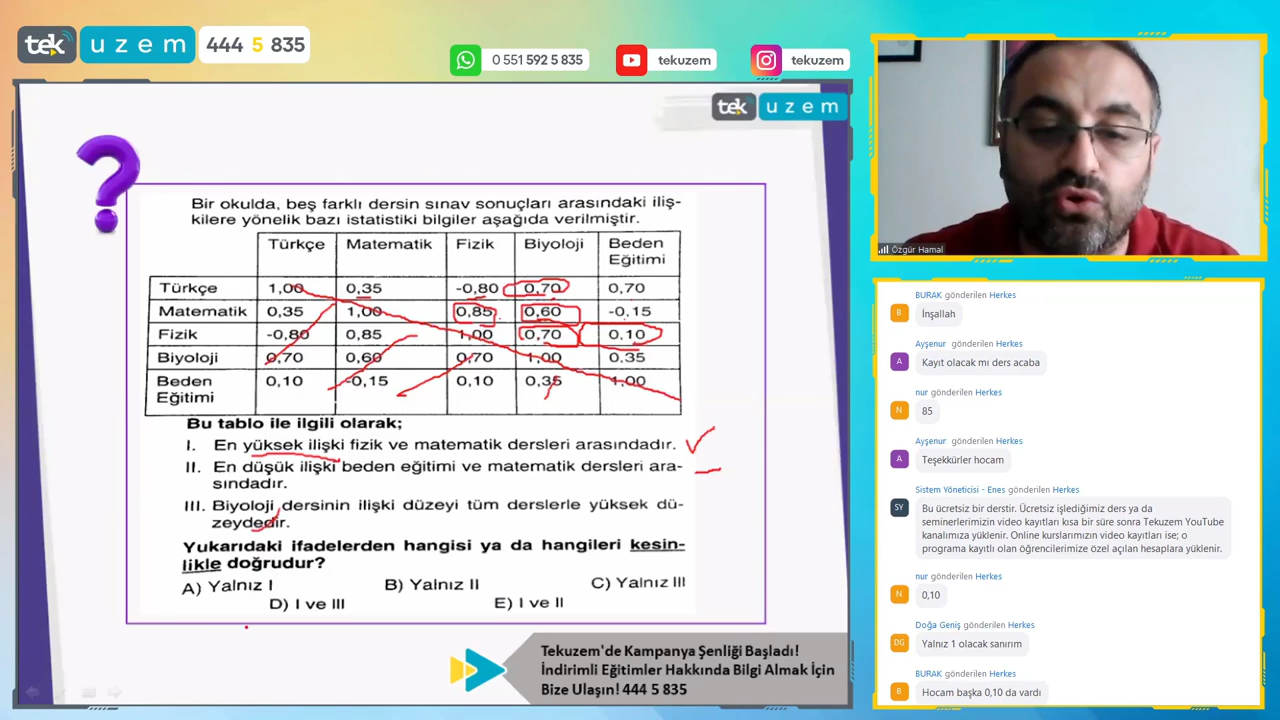 tek uzem 444 5 835
0 551 592 5 835
tekuzem
tekuzem
tek uzem
Bir okulda, beş farklı dersin sınav sonuçları arasındaki iliş-
kilere yönelik bazı istatistiki bilgiler aşağıda verilmiştir.
Türkçe Matematik Fizik Biyoloji Beden Eğitimi
Türkçe 1,00 0,35 -0,80 0,70 0,70
Matematik 0,35 1,00 0,85 0,60 -0,15
Fizik -0,80 0,85 1,00 0,70 0,10
Biyoloji 0,70 0,60 0,70 1,00 0,35
Beden Eğitimi 0,10 -0,15 0,10 0,35 1,00
Bu tablo ile ilgili olarak;
I. En yüksek ilişki fizik ve matematik dersleri arasındadır.
II. En düşük ilişki beden eğitimi ve matematik dersleri ara-
sındadır.
III. Biyoloji dersinin ilişki düzeyi tüm derslerle yüksek dü-
zeydedir.
Yukarıdaki ifadelerden hangisi ya da hangileri kesin-
likle doğrudur?
A) Yalnız I B) Yalnız II C) Yalnız III
D) I ve III E) I ve II
Tekuzem'de Kampanya Şenliği Başladı!
İndirimli Eğitimler Hakkında Bilgi Almak İçin
Bize Ulaşın! 444 5 835
Özgür Hamal
BURAK gönderilen Herkes
B İnşallah
Ayşenur gönderilen Herkes
A Kayıt olacak mı ders acaba
nur gönderilen Herkes
N 85
Ayşenur gönderilen Herkes
A Teşekkürler hocam
Sistem Yöneticisi - Enes gönderilen Herkes
SY Bu ücretsiz bir derstir. Ücretsiz işlediğimiz ders ya da
seminerlerimizin video kayıtları kısa bir süre sonra Tekuzem YouTube
kanalımıza yüklenir. Online kurslarımızın video kayıtları ise; o
programa kayıtlı olan öğrencilerimize özel açılan hesaplara yüklenir.
nur gönderilen Herkes
N 0,10
Doğa Geniş gönderilen Herkes
DG Yalnız 1 olacak sanırım
BURAK gönderilen Herkes
B Hocam başka 0,10 da vardı